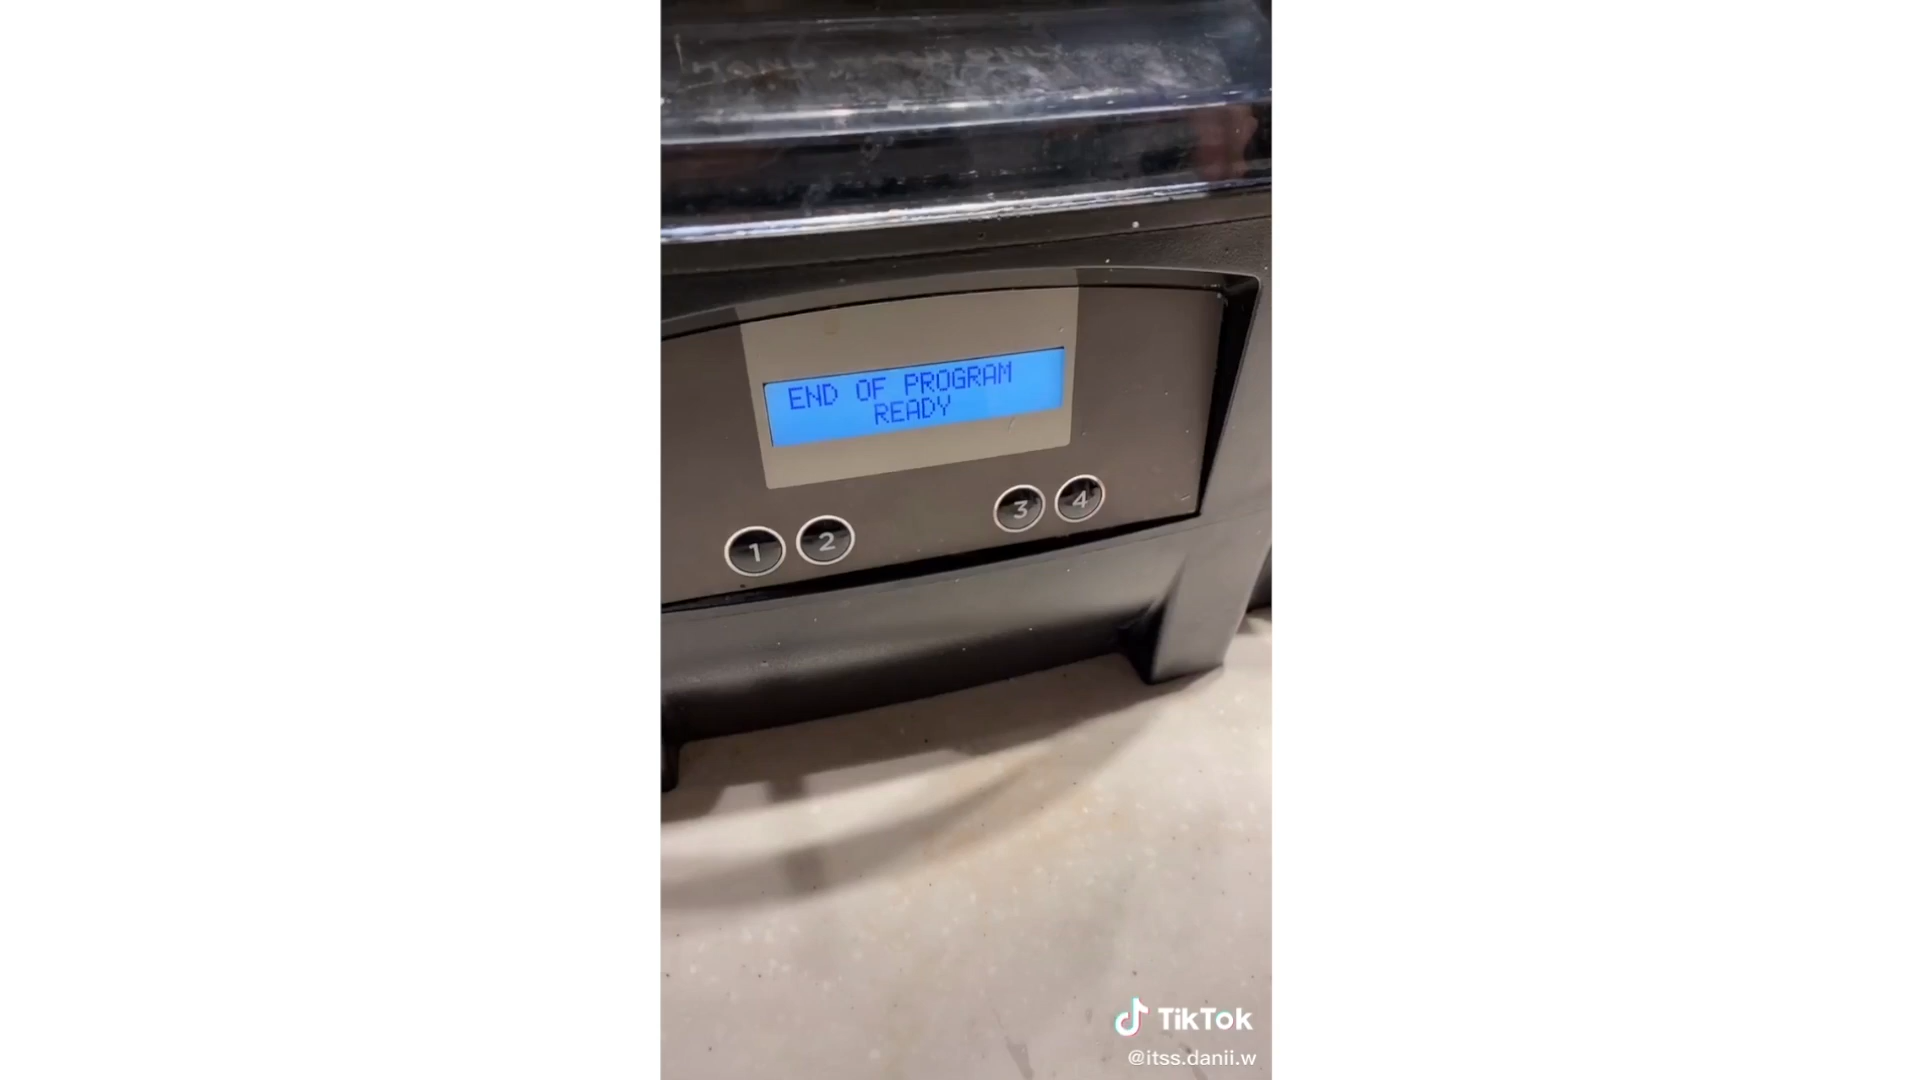 END OF PROGRAM
READY
1
2
3
4
TikTok
@itss.danii.w